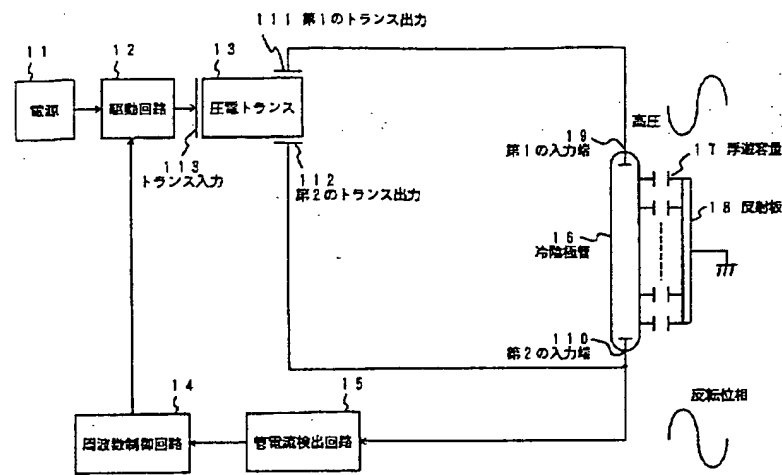 111 第1のトランス出力
11
12
13
電源
駆動回路
圧電トランス
113
トランス入力
112
第2のトランス出力
高圧
19
第1の入力端
17 浮遊容量
18 反射板
16
冷陰極管
110
第2の入力端
14
15
反転位相
周波数制御回路
管電流検出回路